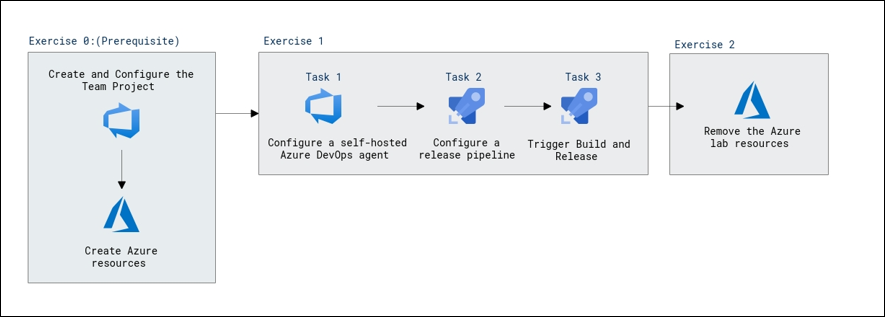 Exercise 0:(Prerequisite)
Create and Configure the
Team Project
Create Azure
resources
Exercise 1
Task 1
Configure a self-hosted
Azure DevOps agent
Task 2
Configure a
release pipeline
Task 3
Trigger Build and
Release
Exercise 2
Remove the Azure
lab resources